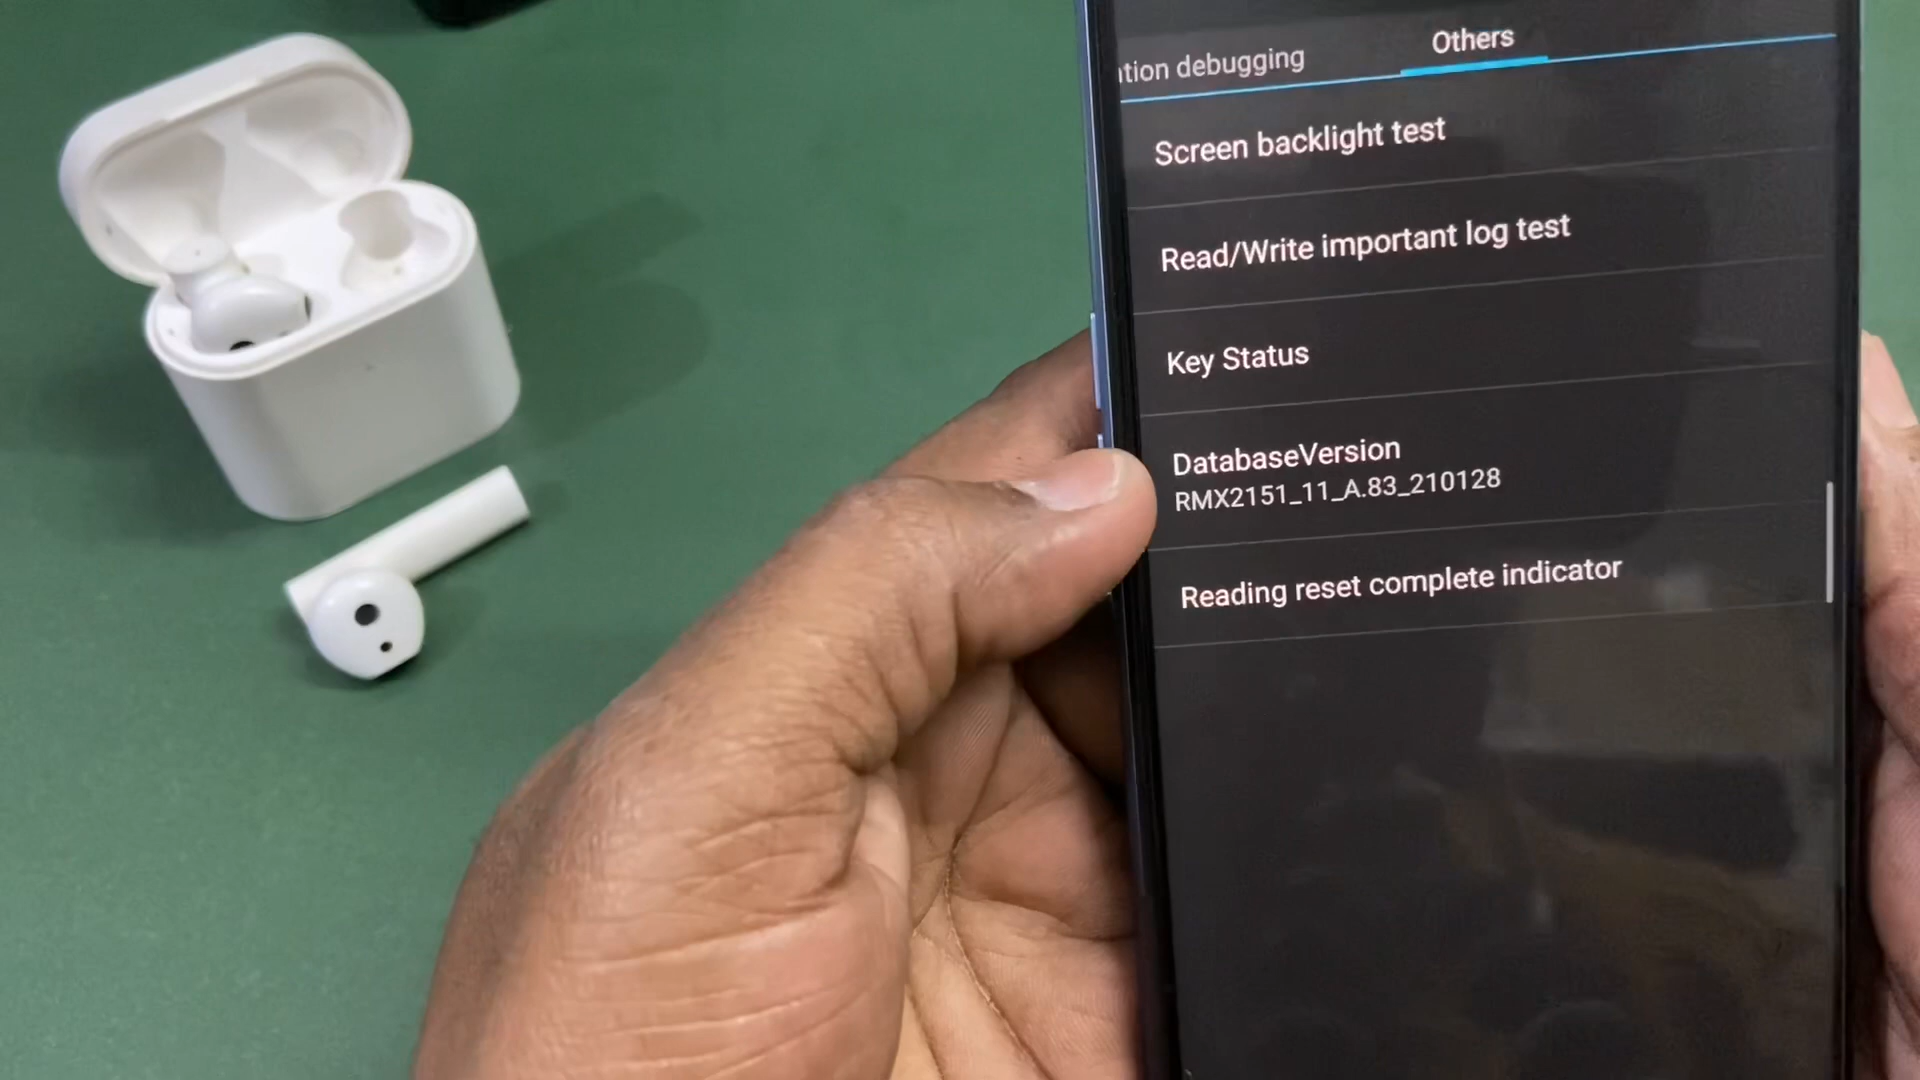 tion debugging
Others
Screen backlight test
Read/Write important log test
Key Status
DatabaseVersion
RMX2151_11_A.83_210128
Reading reset complete indicator